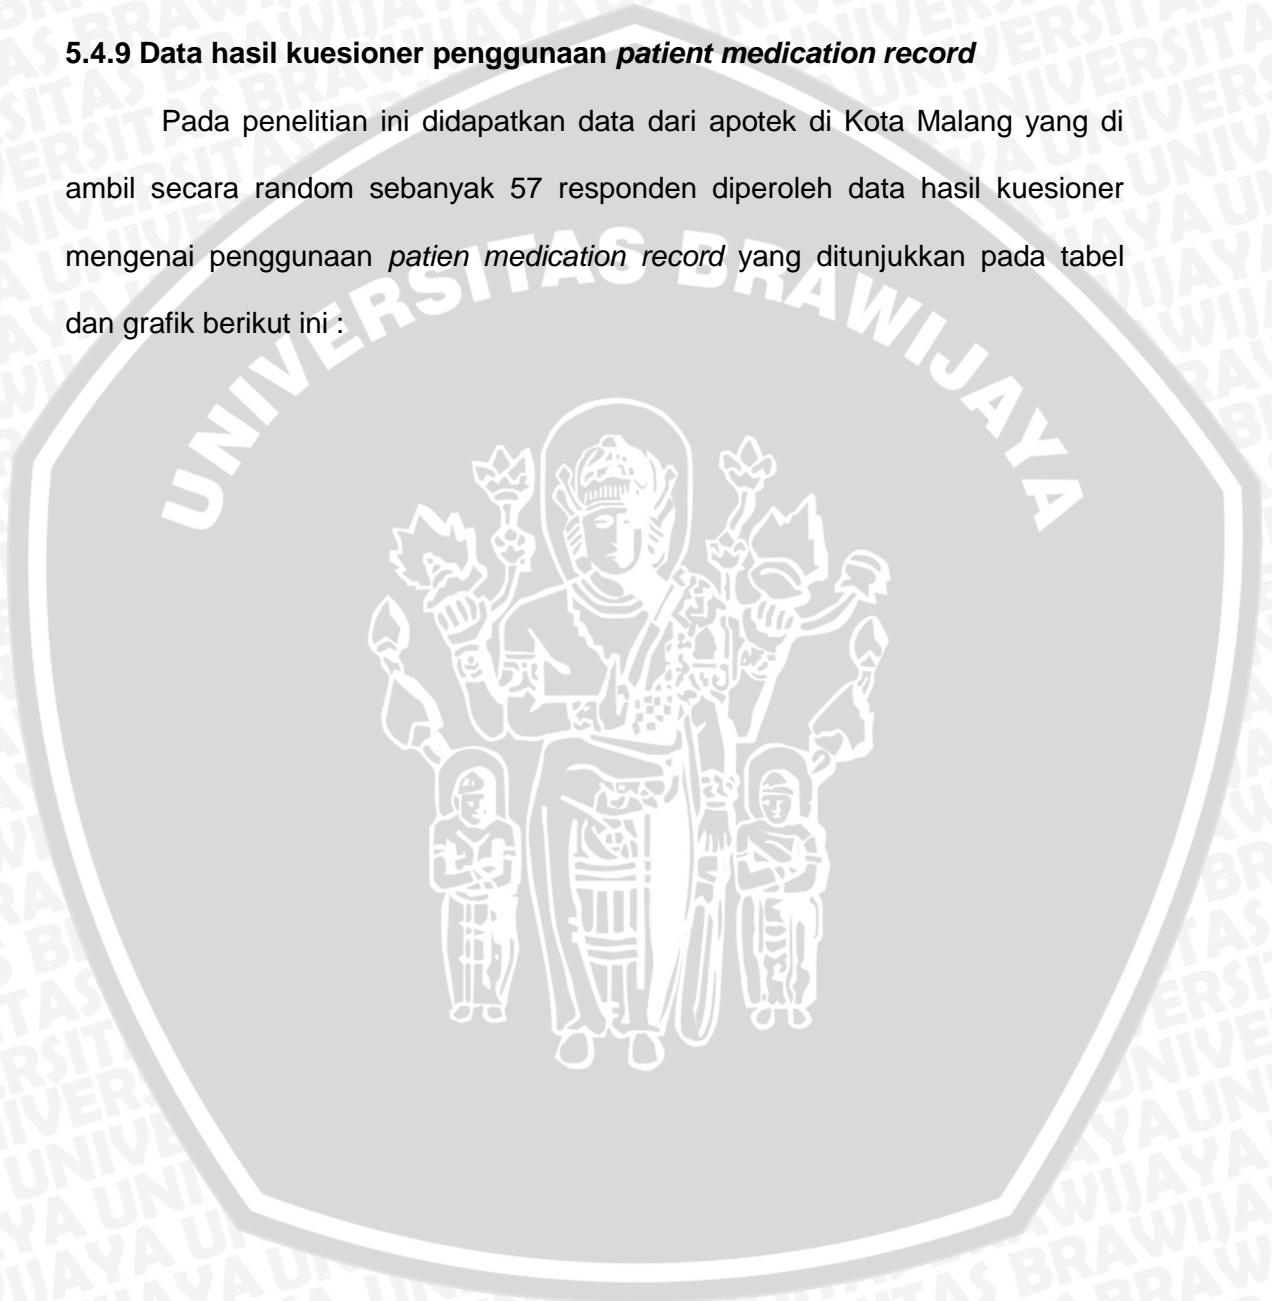 5.4.9 Data hasil kuesioner penggunaan patient medication record
Pada penelitian ini didapatkan data dari apotek di Kota Malang yang di
ambil secara random sebanyak 57 responden diperoleh data hasil kuesioner
mengenai penggunaan patien medication record yang ditunjukkan pada tabel
dan grafik berikut ini :
UNIVERSITAS BRAWIJAYA